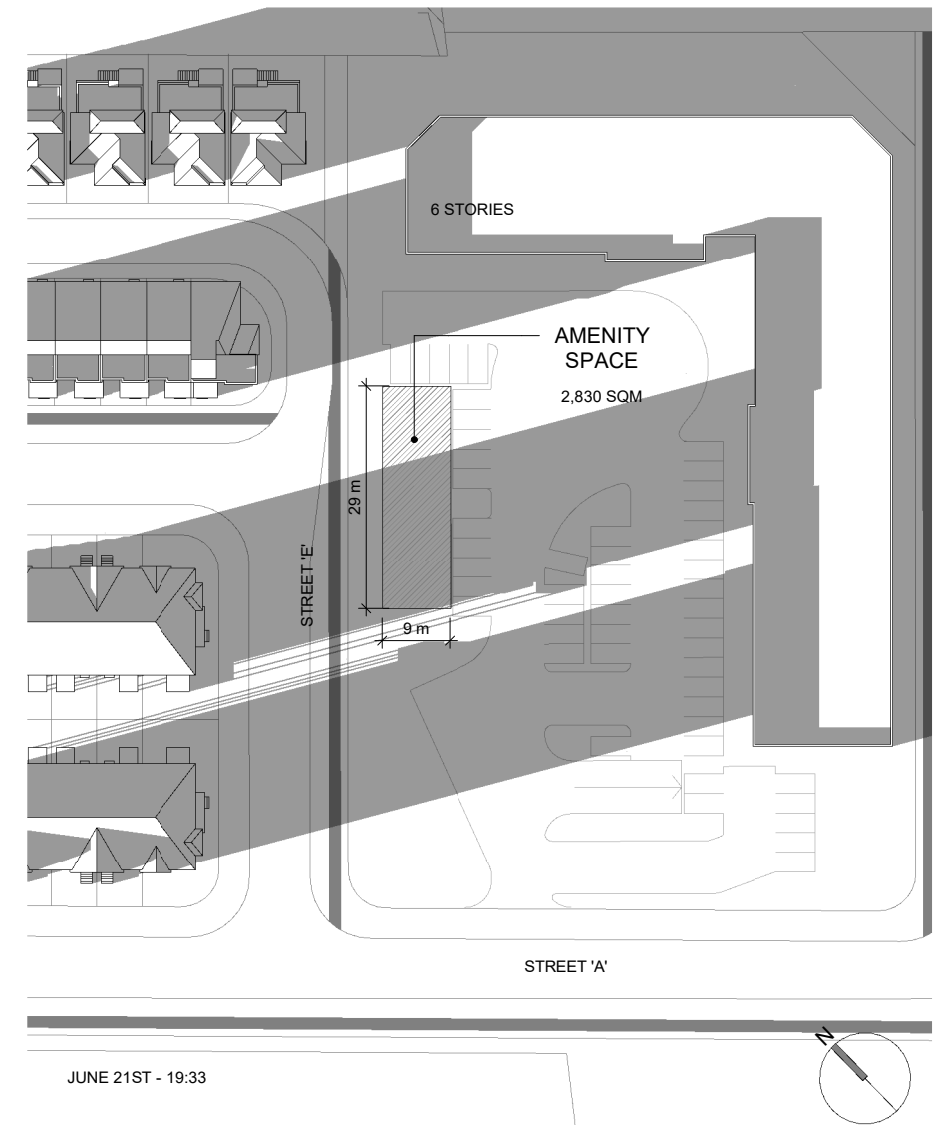 6 STORIES
AMENITY
SPACE
2,830 SQM
29 m
STREET 'E'
9 m
STREET 'A'
N
JUNE 21ST - 19:33